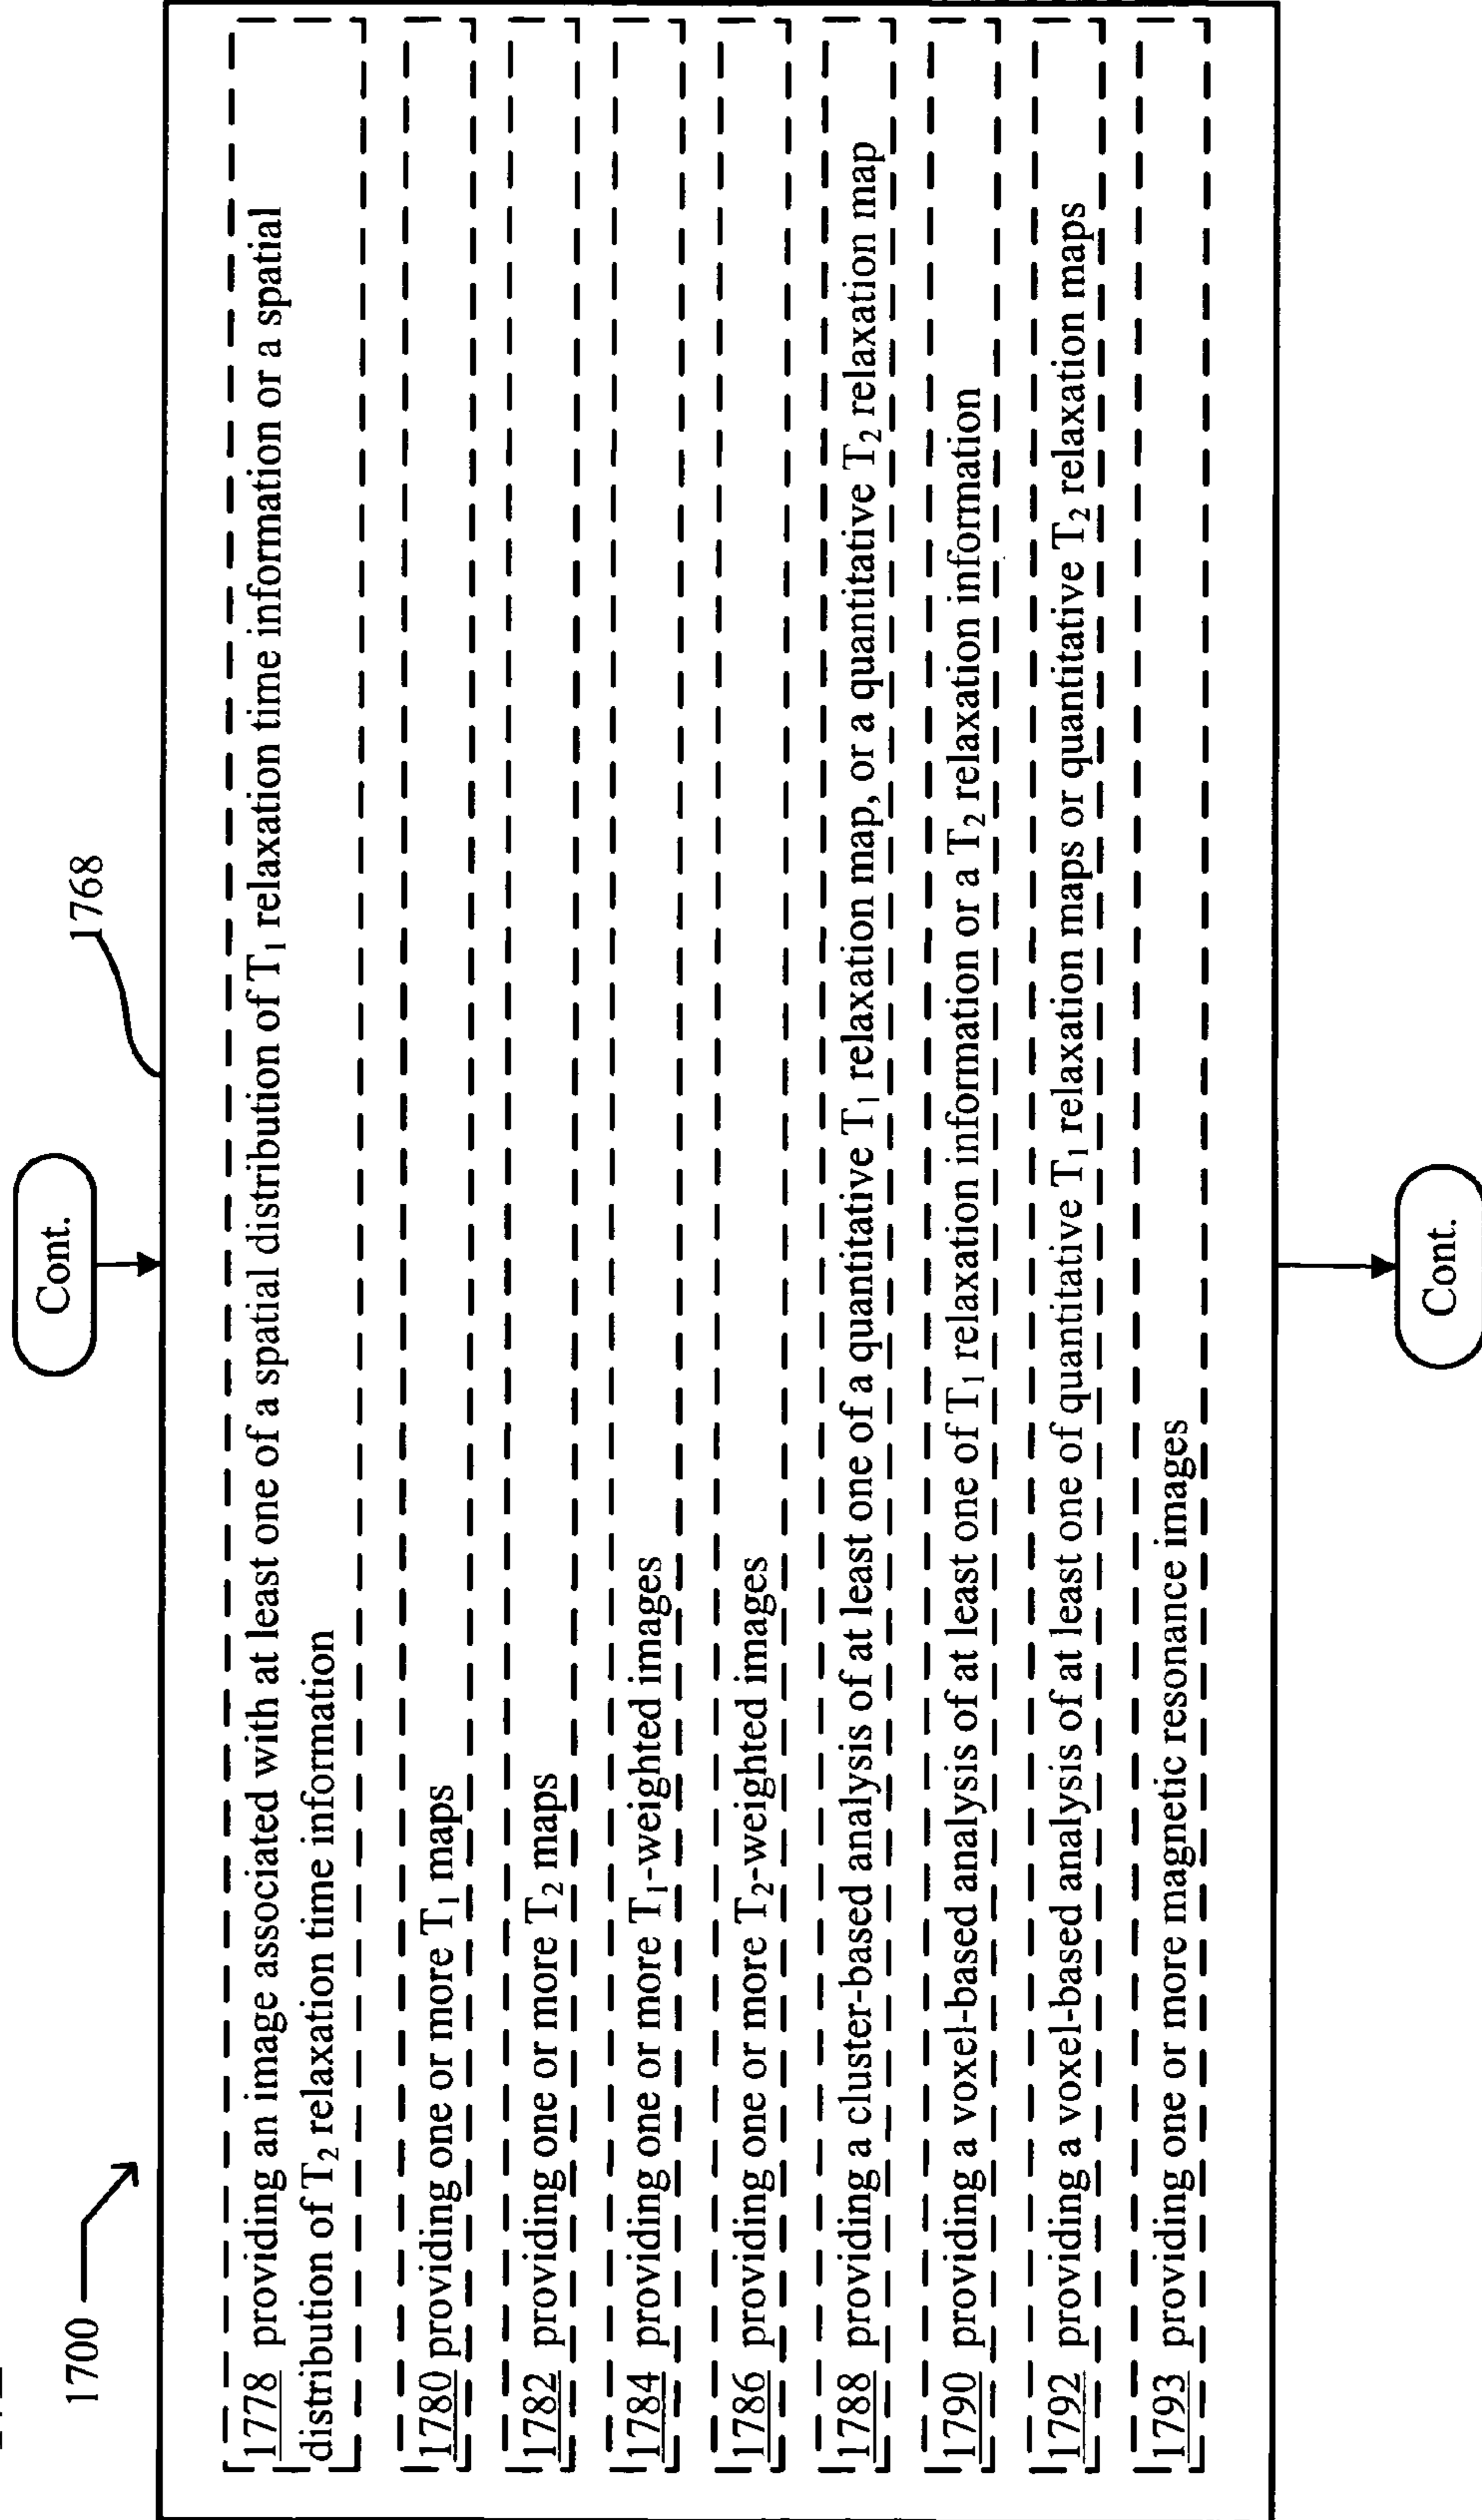 1700
Cont.
1768
1778 providing an image associated with at least one of a spatial distribution of T₁ relaxation time information or a spatial
distribution of T₂ relaxation time information
1780 providing one or more T₁ maps
1782 providing one or more T₂ maps
1784 providing one or more T₁-weighted images
1786 providing one or more T₂-weighted images
1788 providing a cluster-based analysis of at least one of a quantitative T₁ relaxation map, or a quantitative T₂ relaxation map
1790 providing a voxel-based analysis of at least one of T₁ relaxation information or a T₂ relaxation information
1792 providing a voxel-based analysis of at least one of quantitative T₁ relaxation maps or quantitative T₂ relaxation maps
1793 providing one or more magnetic resonance images
Cont.